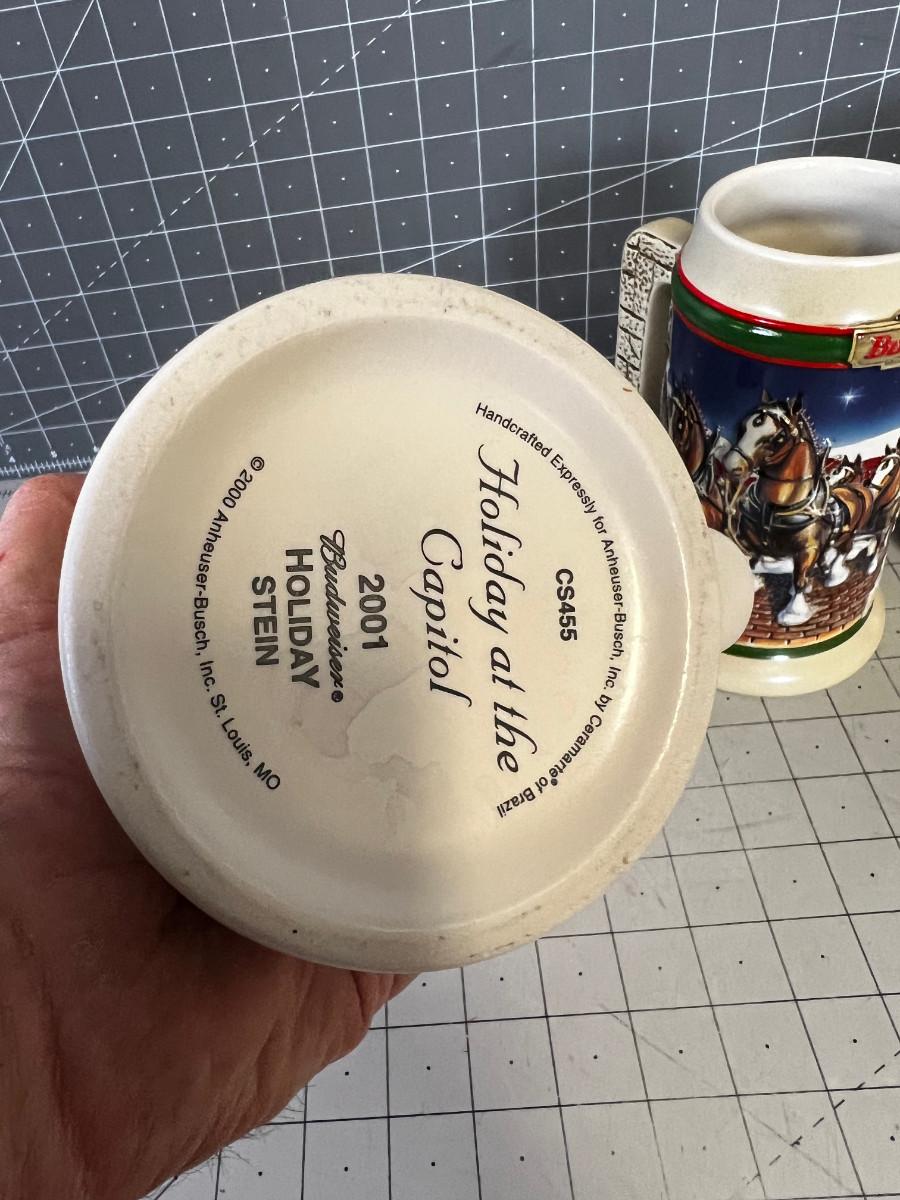 Handcrafted Expressly for Anheuser-Busch, Inc. by Ceramarte® of Brazil
CS455
Holiday at the
Capitol
2001
Budweiser®
HOLIDAY
STEIN
© 2000 Anheuser-Busch, Inc. St. Louis, MO